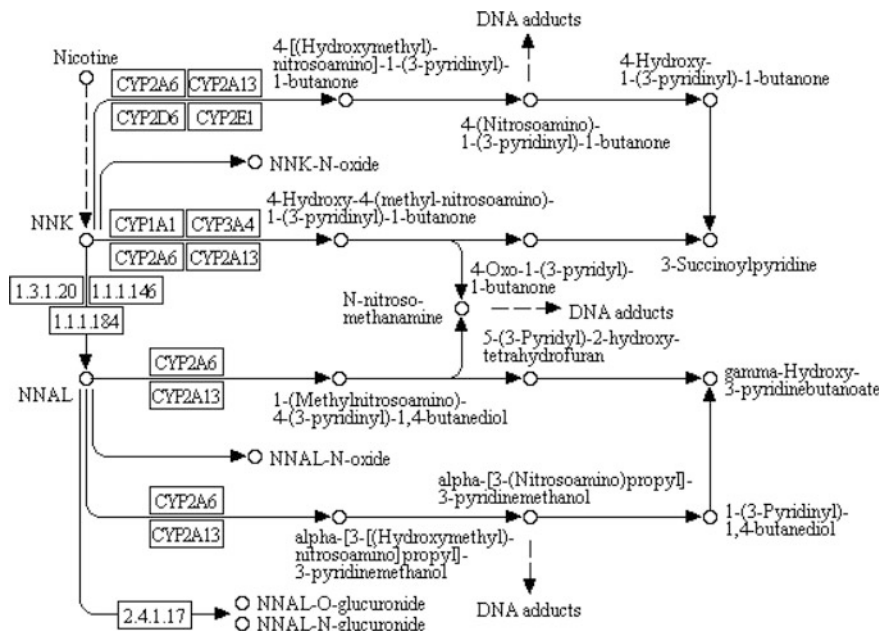 DNA adducts
Nicotine
4-[(Hydroxymethyl)-
nitrosoamino]-1-(3-pyridinyl)-
1-butanone
4-Hydroxy-
1-(3-pyridinyl)-1-butanone
CYP2A6 CYP2A13
CYP2D6 CYP2E1
4-(Nitrosoamino)-
1-(3-pyridinyl)-1-butanone
NNK-N-oxide
4-Hydroxy-4-(methyl-nitrosoamino)-
1-(3-pyridinyl)-1-butanone
NNK
CYP1A1 CYP3A4
CYP2A6 CYP2A13
3-Succinoylpyridine
4-Oxo-1-(3-pyridyl)-
1-butanone
1.3.1.20 1.1.1.146
1.1.1.184
N-nitroso-
methanamine
DNA adducts
5-(3-Pyridyl)-2-hydroxy-
tetrahydrofuran
CYP2A6
NNAL
CYP2A13
gamma-Hydroxy-
3-pyridinebutanoate
1-(Methylnitrosoamino)-
4-(3-pyridinyl)-1,4-butanediol
NNAL-N-oxide
alpha-[3-(Nitrosoamino)propyl]-
3-pyridinemethanol
CYP2A6
CYP2A13
1-(3-Pyridinyl)-
1,4-butanediol
alpha-[3-[(Hydroxymethyl)-
nitrosoamino]propyl]-
3-pyridinemethanol
2.4.1.17
NNAL-O-glucuronide
NNAL-N-glucuronide
DNA adducts